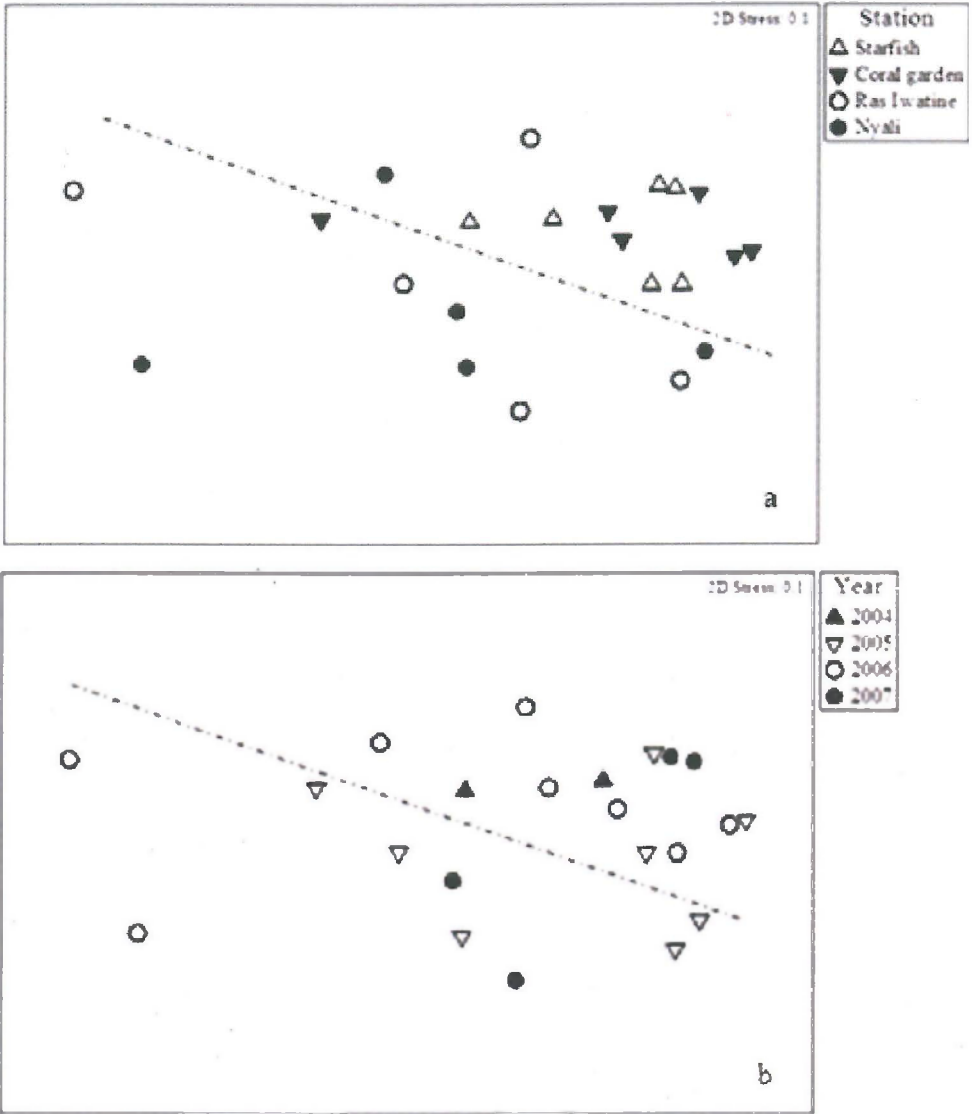 2D Stress: 0.1
Station
Starfish
Coral garden
Ras Iwatine
Nyali
a
2D Stress: 0.1
Year
2004
2005
2006
2007
b